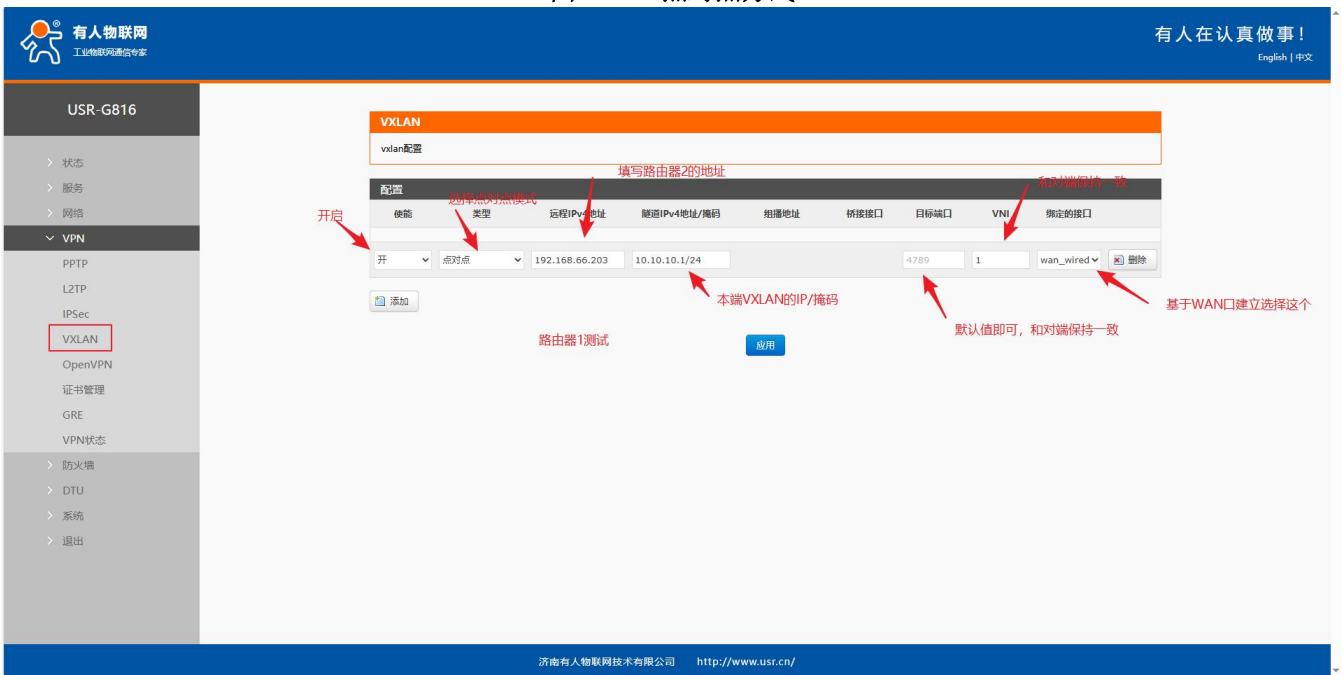 有人物联网
工业物联网通信专家
有人在认真做事!
English | 中文
USR-G816
状态
服务
网络
VPN
PPTP
L2TP
IPSec
VXLAN
OpenVPN
证书管理
GRE
VPN状态
防火墙
DTU
系统
退出
VXLAN
vxlan配置
填写路由器2的地址
配置
选择点对点模式
和对端保持一致
开启
使能 类型 远程IPv4地址 隧道IPv4地址/掩码 组播地址 桥接接口 目标端口 VNI 绑定的接口
开 点对点 192.168.66.203 10.10.10.1/24 4789 1 wan_wired 删除
添加
本端VXLAN的IP/掩码
基于WAN口建立选择这个
默认值即可，和对端保持一致
路由器1测试
应用
济南有人物联网技术有限公司 http://www.usr.cn/